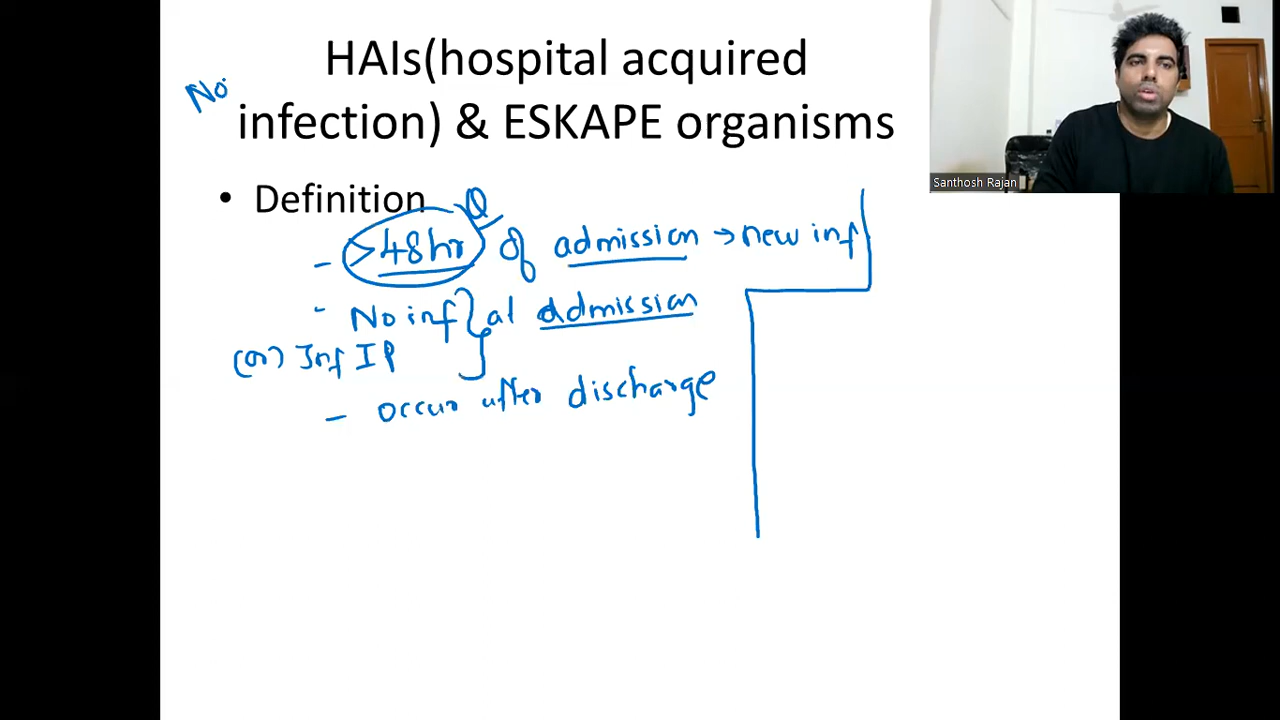 HAIs(hospital acquired
No
infection) & ESKAPE organisms
Santhosh Rajan
• Definition
Q
- >48hr of admission → new inf
- No inf } at admission
(or) Inf IP
- occur after discharge